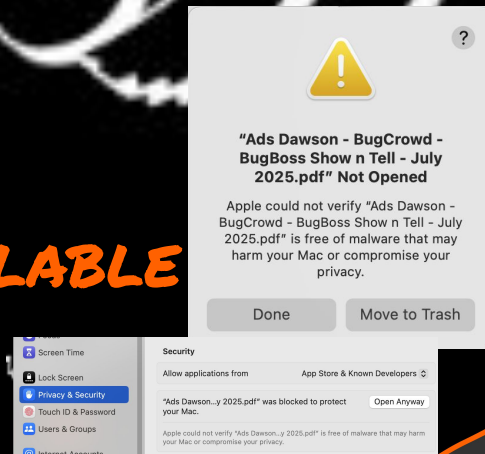 ?
“Ads Dawson - BugCrowd -
BugBoss Show n Tell - July
2025.pdf” Not Opened
Apple could not verify “Ads Dawson -
BugCrowd - BugBoss Show n Tell - July
2025.pdf” is free of malware that may
harm your Mac or compromise your
privacy.
LABLE
Done
Move to Trash
Screen Time
Lock Screen
Privacy & Security
Touch ID & Password
Users & Groups
Internet Accounts
Security
Allow applications from
App Store & Known Developers
“Ads Dawson...y 2025.pdf” was blocked to protect
your Mac.
Open Anyway
Apple could not verify “Ads Dawson...y 2025.pdf” is free of malware that may harm
your Mac or compromise your privacy.